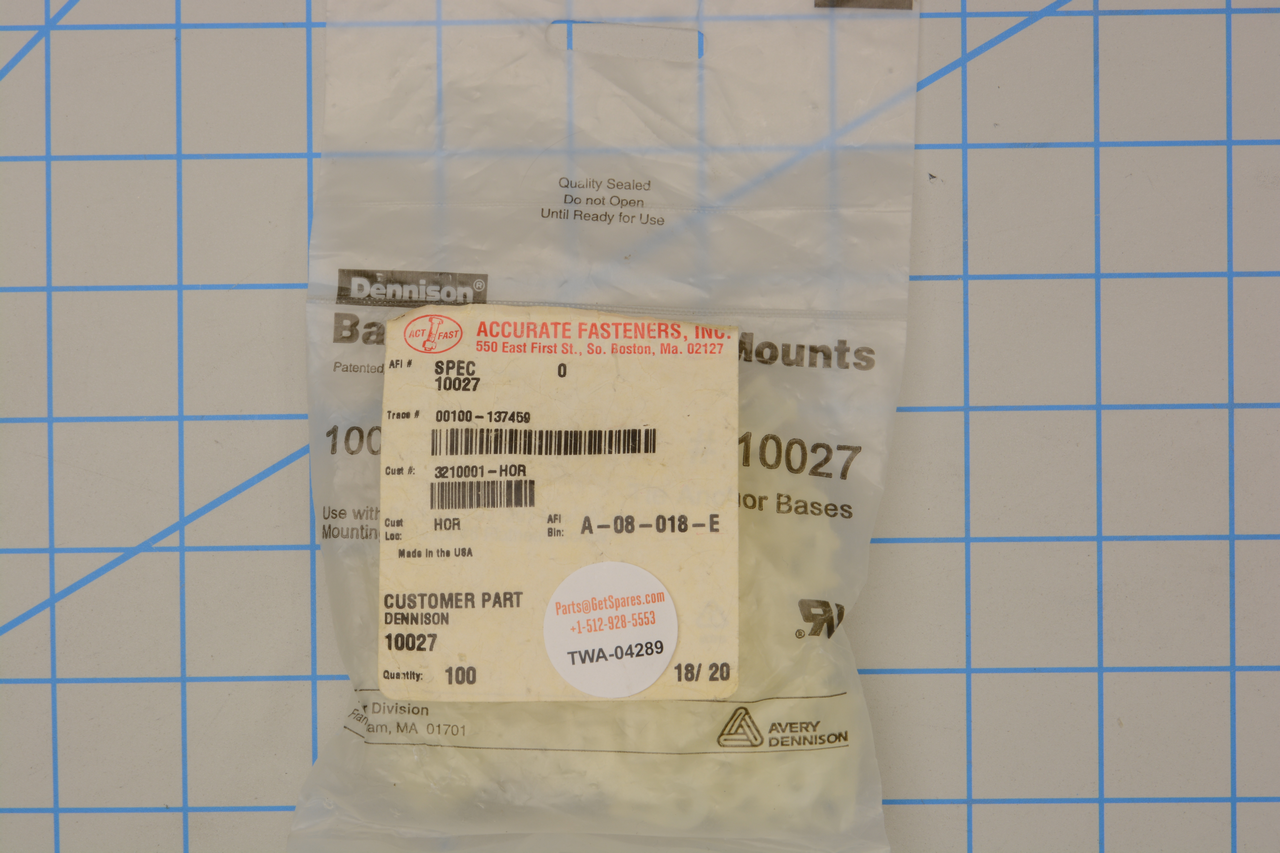 Quality Sealed
Do not Open
Until Ready for Use
Dennison®
Ba Mounts
ACT FAST
ACCURATE FASTENERS, INC.
550 East First St., So. Boston, Ma. 02127
Patented
AFI # SPEC 0
10027
Trace # 00100-137459
100 10027
Cust #: 3210001-HOR
or Bases
Use with
Mounting
Cust Loc: HOR AFI Bin: A-08-018-E
Made in the USA
CUSTOMER PART
DENNISON
10027
Quantity: 100 18/ 20
Parts@GetSpares.com
+1-512-928-5553
TWA-04289
r Division
am, MA 01701
AVERY
DENNISON